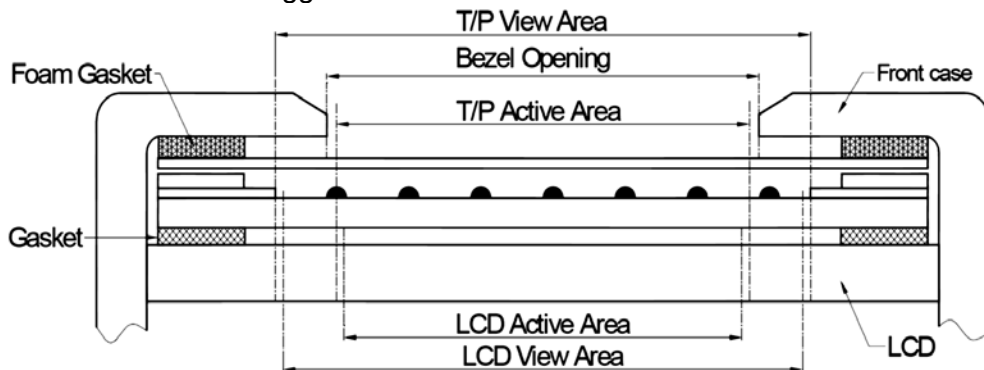 T/P View Area
Bezel Opening
Foam Gasket
Front case
T/P Active Area
Gasket
LCD Active Area
LCD
LCD View Area